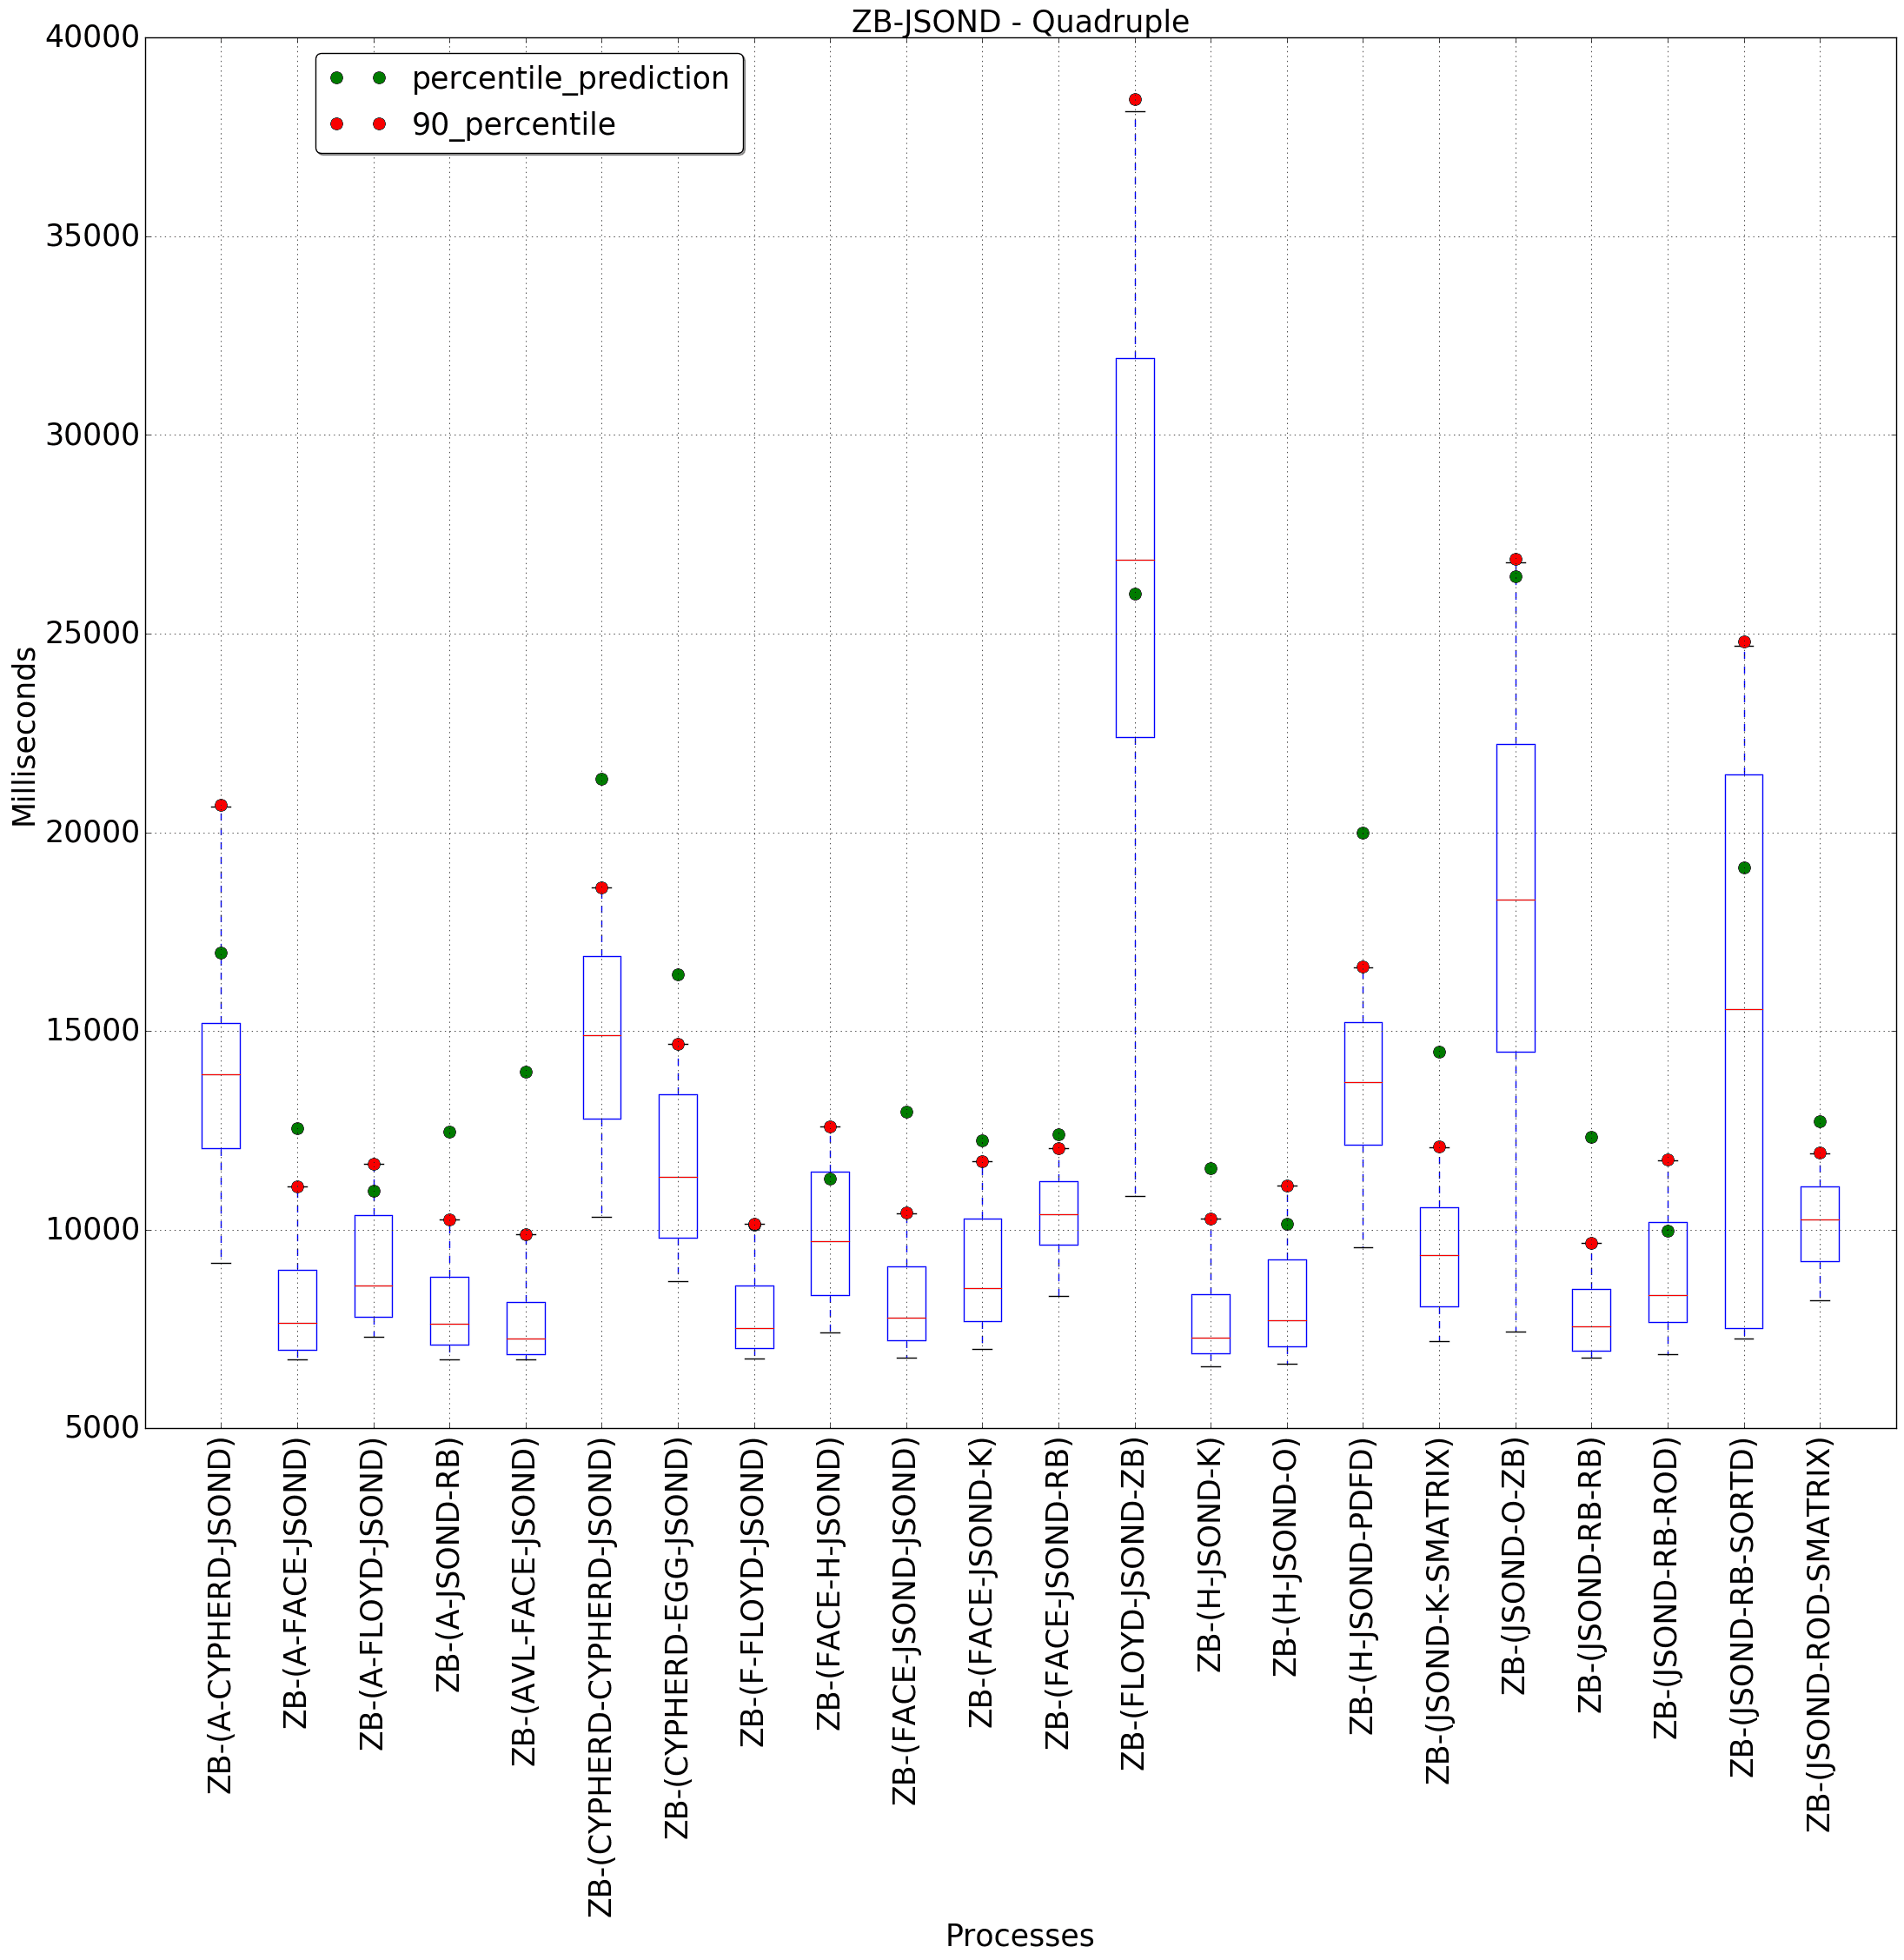 ZB-JSOND - Quadruple
percentile_prediction
90_percentile
40000
35000
30000
25000
20000
15000
10000
5000
Milliseconds
ZB-(A-CYPHERD-JSOND)
ZB-(A-FACE-JSOND)
ZB-(A-FLOYD-JSOND)
ZB-(A-JSOND-RB)
ZB-(AVL-FACE-JSOND)
ZB-(CYPHERD-CYPHERD-JSOND)
ZB-(CYPHERD-EGG-JSOND)
ZB-(F-FLOYD-JSOND)
ZB-(FACE-H-JSOND)
ZB-(FACE-JSOND-JSOND)
ZB-(FACE-JSOND-K)
ZB-(FACE-JSOND-RB)
ZB-(FLOYD-JSOND-ZB)
ZB-(H-JSOND-K)
ZB-(H-JSOND-O)
ZB-(H-JSOND-PDFD)
ZB-(JSOND-K-SMATRIX)
ZB-(JSOND-O-ZB)
ZB-(JSOND-RB-RB)
ZB-(JSOND-RB-ROD)
ZB-(JSOND-RB-SORTD)
ZB-(JSOND-ROD-SMATRIX)
Processes